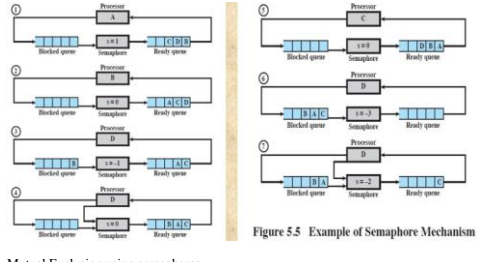 1
Processor
A
s = 1
C D B
Blocked queue
Semaphore
Ready queue
2
Processor
B
s = 0
A C D
Blocked queue
Semaphore
Ready queue
3
Processor
D
B
s = -1
A C
Blocked queue
Semaphore
Ready queue
4
Processor
D
s = 0
B A C
Blocked queue
Semaphore
Ready queue
5
Processor
C
s = 0
D B A
Blocked queue
Semaphore
Ready queue
6
Processor
D
B A C
s = -3
Blocked queue
Semaphore
Ready queue
7
Processor
D
B A
s = -2
C
Blocked queue
Semaphore
Ready queue
Figure 5.5 Example of Semaphore Mechanism